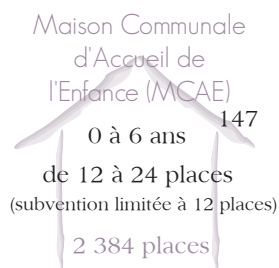 Maison Communale
d'Accueil de
l'Enfance (MCAE)
147
0 à 6 ans
de 12 à 24 places
(subvention limitée à 12 places)
2 384 places